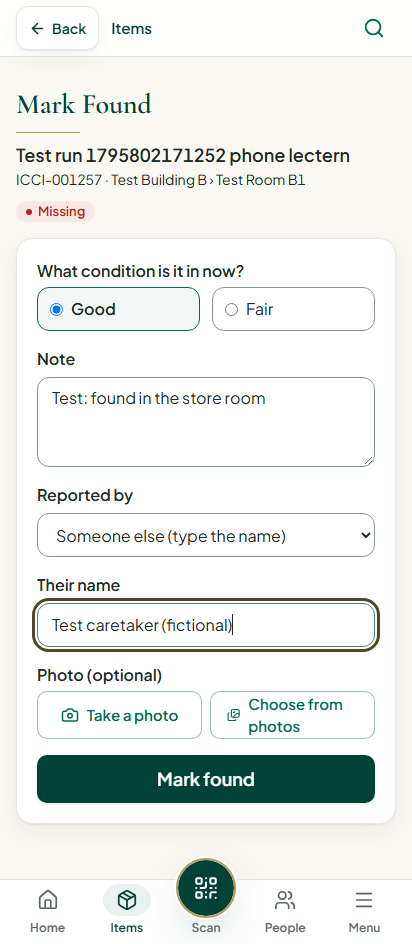 Back
Items
Mark Found
Test run 1795802171252 phone lectern
ICCI-001257 · Test Building B › Test Room B1
Missing
What condition is it in now?
Good
Fair
Note
Test: found in the store room
Reported by
Someone else (type the name)
Their name
Test caretaker (fictional)
Photo (optional)
Take a photo
Choose from
photos
Mark found
Home
Items
Scan
People
Menu